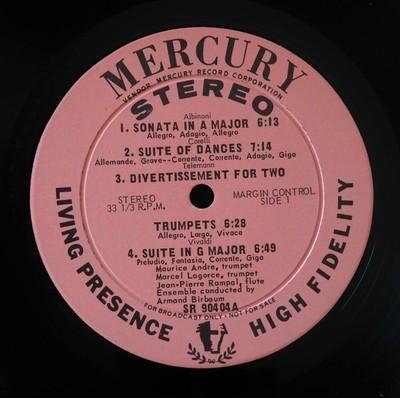 MERCURY
VENDOR: MERCURY RECORD CORPORATION
STEREO
Albinoni
1. SONATA IN A MAJOR 6:13
Allegro, Adagio, Allegro
Corelli
2. SUITE OF DANCES 7:14
Allemande, Grave--Corrente, Corrente, Adagio, Giga
Telemann
3. DIVERTISSEMENT FOR TWO
STEREO
33 1/3 R.P.M.
MARGIN CONTROL
SIDE 1
TRUMPETS 6:28
Allegro, Largo, Vivace
Vivaldi
4. SUITE IN G MAJOR 6:49
Preludio, Fantasia, Corrente, Giga
Maurice Andre, trumpet
Marcel Lagorce, trumpet
Jean-Pierre Rampal, flute
Ensemble conducted by
Armand Birbaum
SR 90404A
FOR BROADCAST ONLY • NOT FOR SALE
LIVING PRESENCE
HIGH FIDELITY